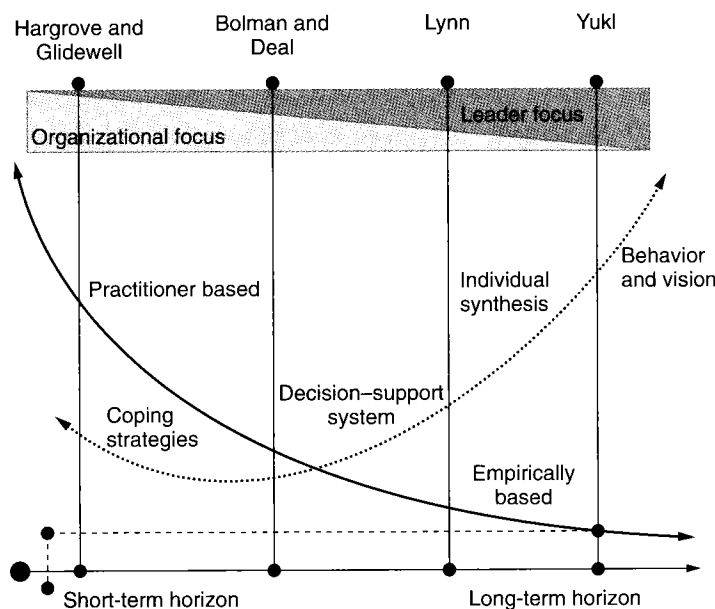 Hargrove and
Glidewell
Bolman and
Deal
Lynn
Yukl
Leader focus
Organizational focus
Behavior
and vision
Practitioner based
Individual
synthesis
Decision–support
system
Coping
strategies
Empirically
based
Short-term horizon
Long-term horizon